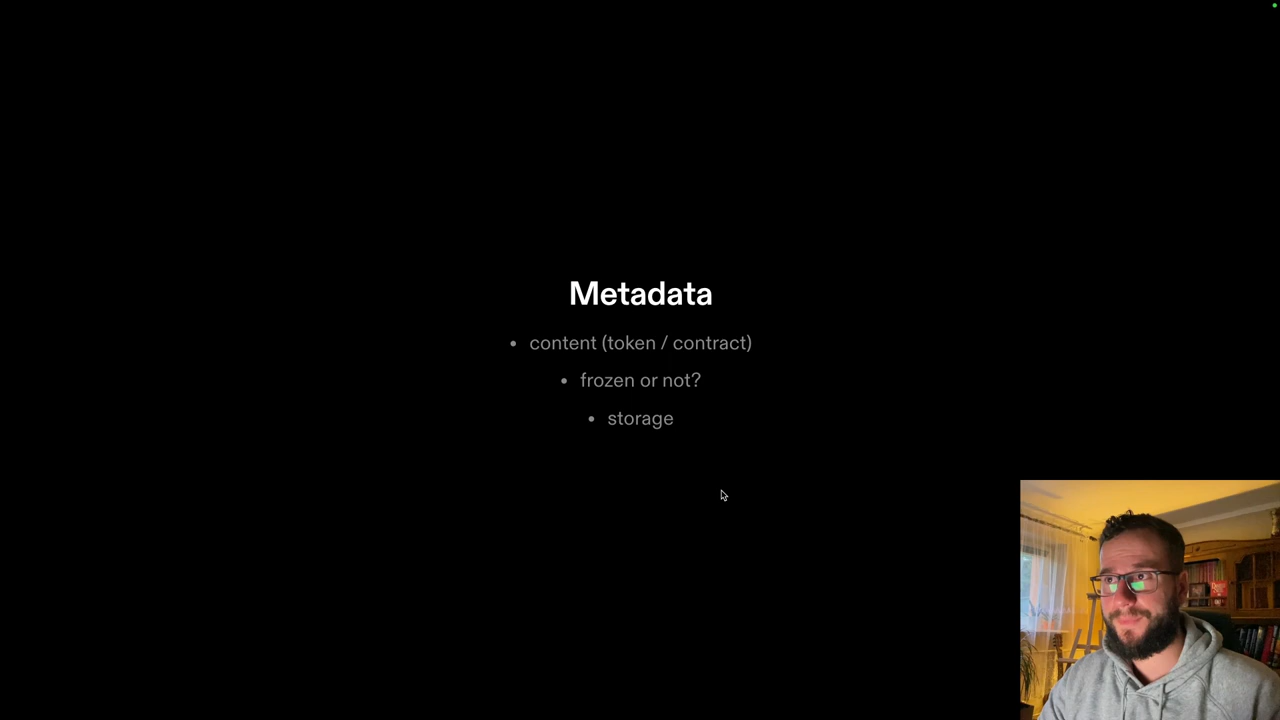 Metadata
• content (token / contract)
• frozen or not?
• storage